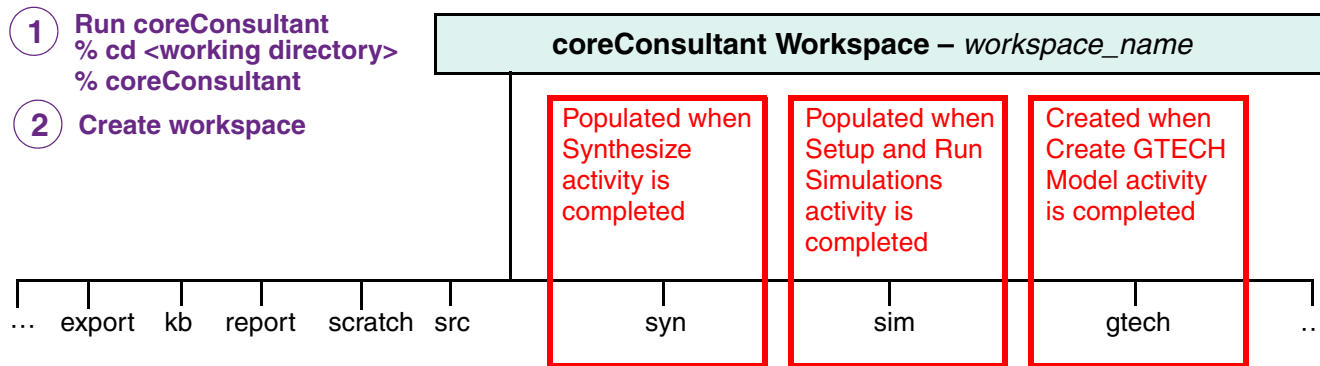 1 Run coreConsultant
% cd <working directory>
% coreConsultant
2 Create workspace
coreConsultant Workspace – workspace_name
Populated when
Synthesize
activity is
completed
Populated when
Setup and Run
Simulations
activity is
completed
Created when
Create GTECH
Model activity
is completed
... export kb report scratch src syn sim gtech ..